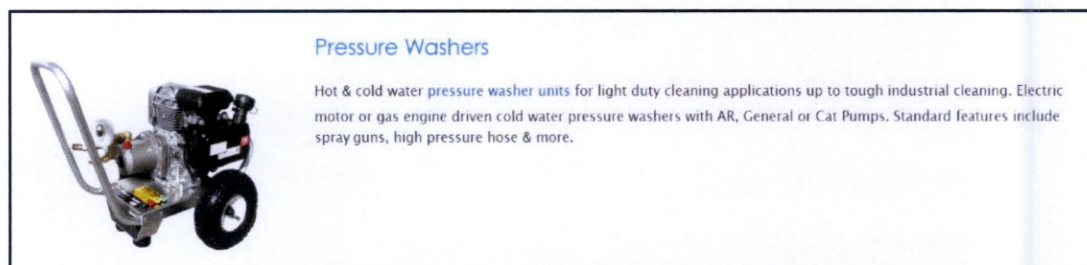 Pressure Washers
Hot & cold water pressure washer units for light duty cleaning applications up to tough industrial cleaning. Electric
motor or gas engine driven cold water pressure washers with AR, General or Cat Pumps. Standard features include
spray guns, high pressure hose & more.